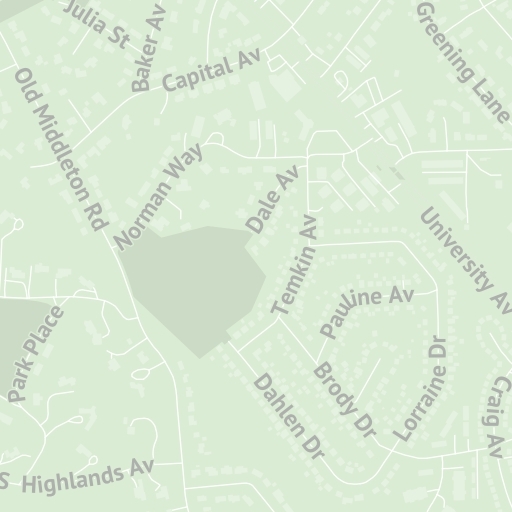 Julia St
Baker Av
Capital Av
Greening Lane
Old Middleton Rd
Norman Way
Dale Av
Temkin Av
University Av
Pauline Av
Park Place
Brody Dr
Lorraine Dr
Dahlen Dr
Craig Av
S Highlands Av